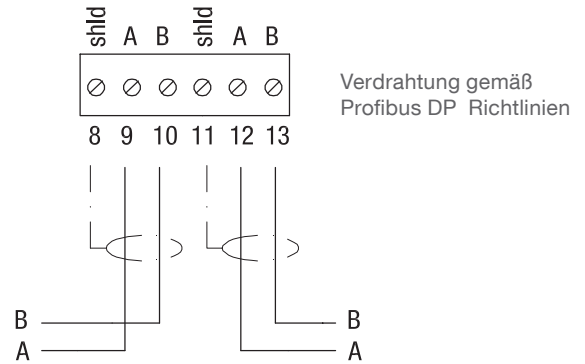 shld A B shld A B
Verdrahtung gemäß
Profibus DP Richtlinien
8 9 10 11 12 13
B B
A A